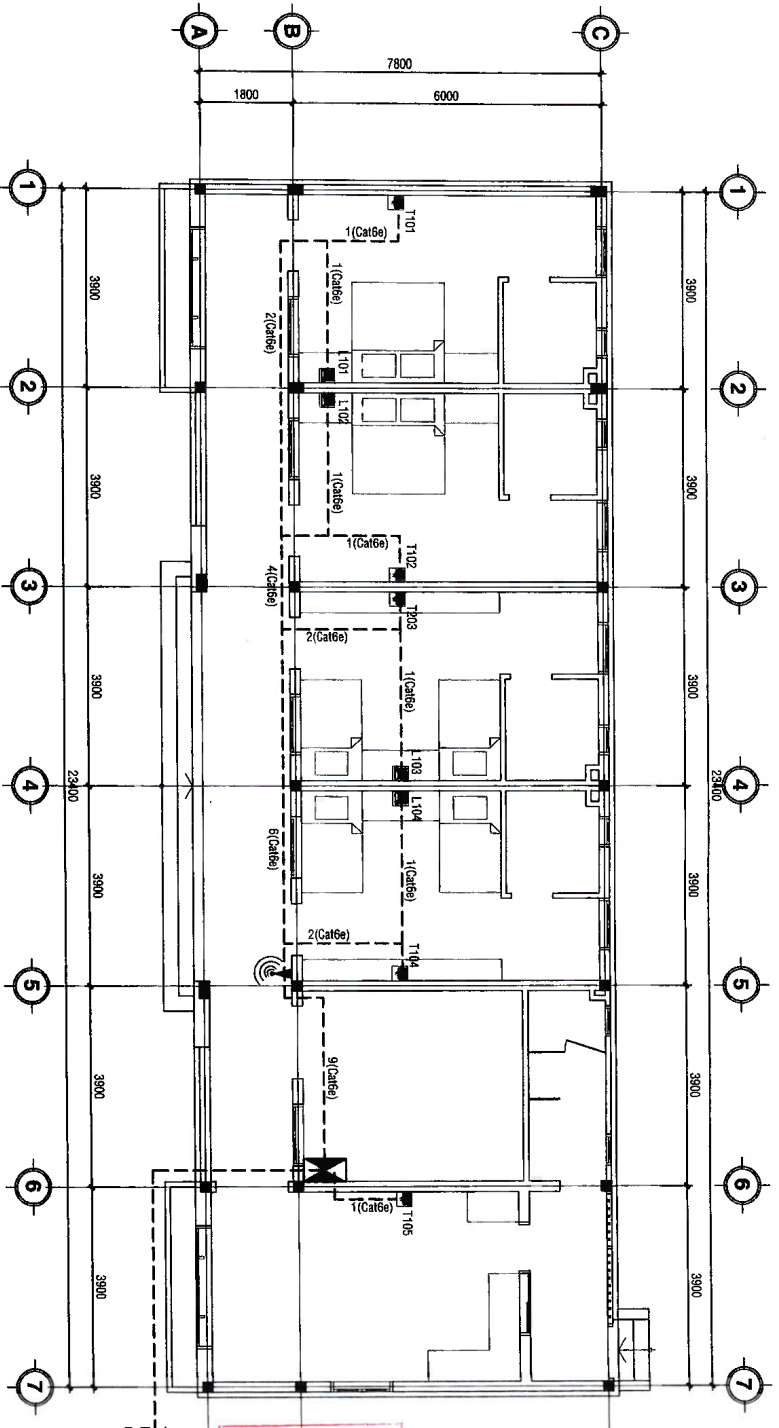 A
B
C
7800
1800
6000
1
1
3900
3900
T101
1(Cat6e)
1(Cat6e)
2(Cat6e)
L101
2
2
L102
3900
3900
1(Cat6e)
1(Cat6e)
T102
4(Cat6e)
3
3
T203
2(Cat6e)
3900
3900
1(Cat6e)
L103
23400
4
4
23400
L104
6(Cat6e)
3900
3900
1(Cat6e)
2(Cat6e)
T104
5
5
3900
3900
9(Cat6e)
6
6
1(Cat6e)
T105
3900
3900
7
7